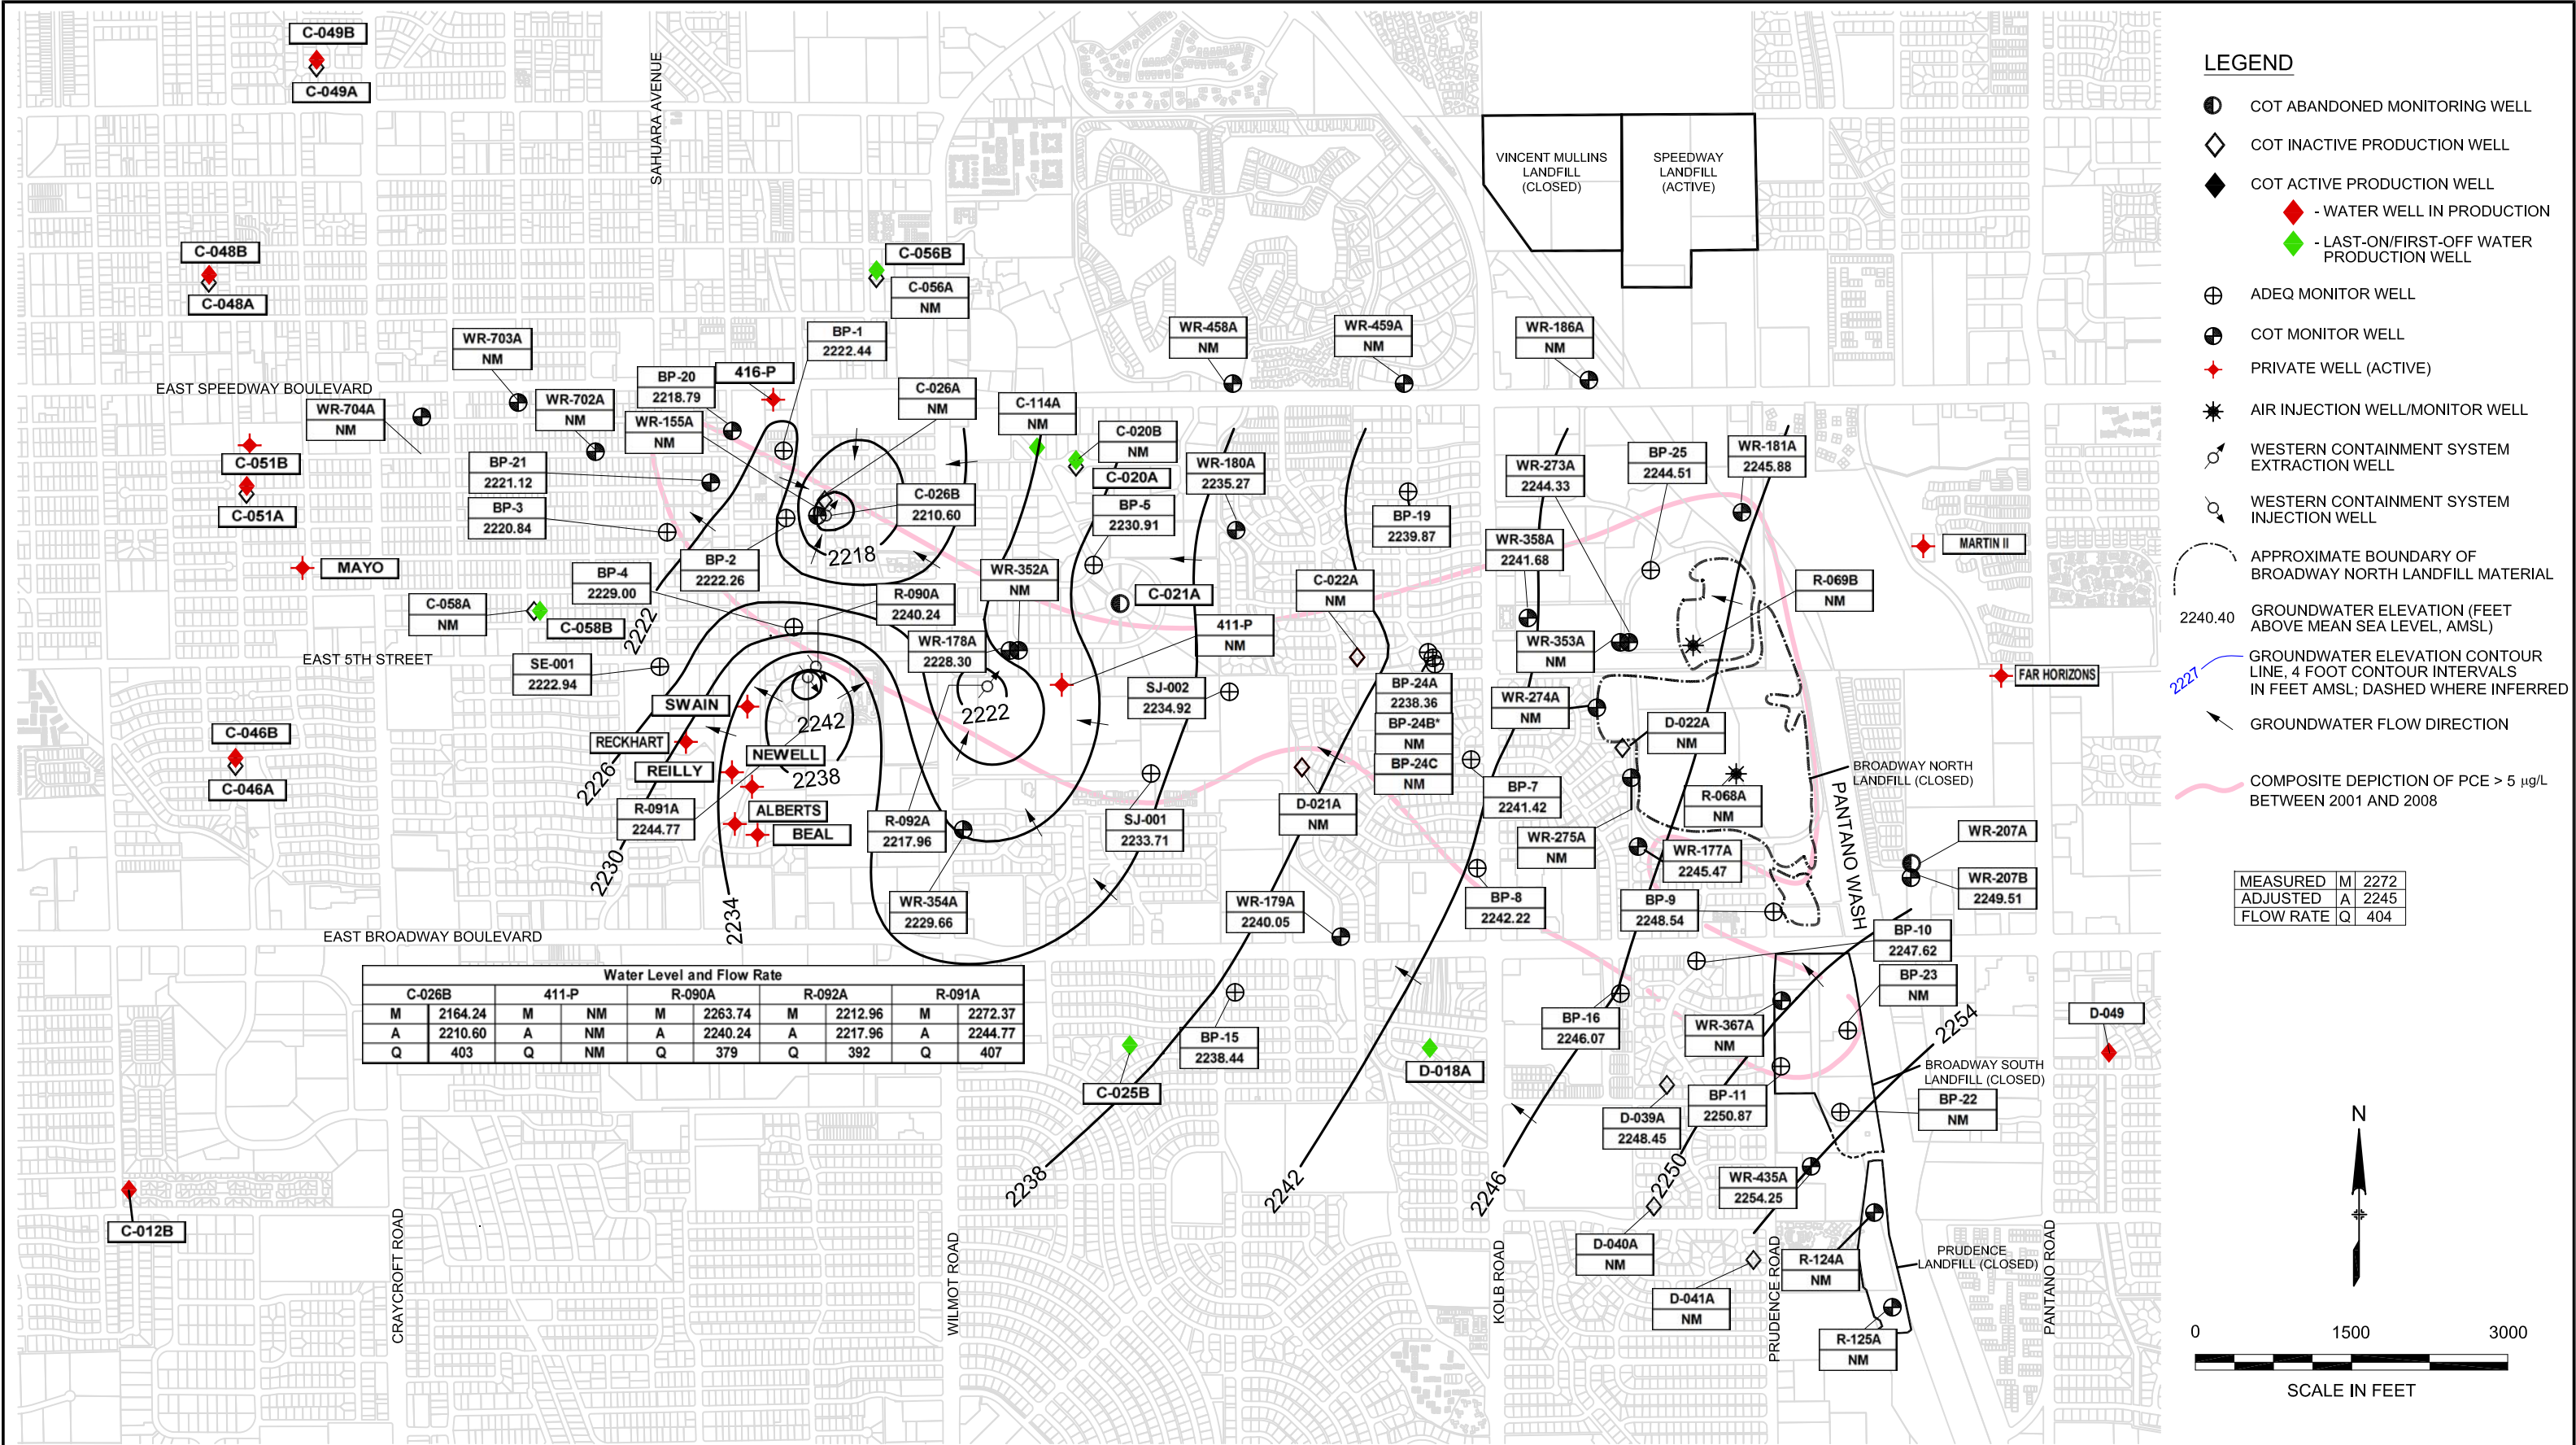 C-049B
C-049A
SAHUARA AVENUE
C-048B
C-048A
C-056B
C-056A
NM
VINCENT MULLINS
LANDFILL
(CLOSED)
SPEEDWAY
LANDFILL
(ACTIVE)
WR-703A
NM
BP-1
2222.44
WR-458A
NM
WR-459A
NM
WR-186A
NM
EAST SPEEDWAY BOULEVARD
WR-704A
NM
WR-702A
NM
BP-20
2218.79
416-P
WR-155A
NM
C-026A
NM
C-114A
NM
C-020B
NM
C-020A
C-051B
C-051A
BP-21
2221.12
BP-3
2220.84
C-026B
2210.60
BP-5
2230.91
WR-180A
2235.27
BP-19
2239.87
WR-273A
2244.33
BP-25
2244.51
WR-181A
2245.88
WR-358A
2241.68
MARTIN II
MAYO
BP-2
2222.26
2218
BP-4
2229.00
WR-352A
NM
C-021A
C-022A
NM
R-069B
NM
C-058A
NM
C-058B
2222
R-090A
2240.24
411-P
NM
WR-178A
2228.30
WR-353A
NM
EAST 5TH STREET
SE-001
2222.94
SWAIN
SJ-002
2234.92
BP-24A
2238.36
BP-24B*
NM
BP-24C
NM
WR-274A
NM
FAR HORIZONS
D-022A
NM
2222
2242
RECKHART
NEWELL
REILLY
2238
C-046B
C-046A
2226
ALBERTS
BEAL
R-091A
2244.77
R-092A
2217.96
SJ-001
2233.71
D-021A
NM
BP-7
2241.42
R-068A
NM
BROADWAY NORTH
LANDFILL (CLOSED)
PANTANO WASH
WR-275A
NM
WR-177A
2245.47
WR-207A
WR-207B
2249.51
2230
2234
WR-354A
2229.66
WR-179A
2240.05
BP-8
2242.22
BP-9
2248.54
BP-10
2247.62
BP-23
NM
EAST BROADWAY BOULEVARD
Water Level and Flow Rate
C-026B 411-P R-090A R-092A R-091A
M 2164.24 M NM M 2263.74 M 2212.96 M 2272.37
A 2210.60 A NM A 2240.24 A 2217.96 A 2244.77
Q 403 Q NM Q 379 Q 392 Q 407
BP-15
2238.44
C-025B
D-018A
BP-16
2246.07
WR-367A
NM
2254
D-049
BROADWAY SOUTH
LANDFILL (CLOSED)
BP-11
2250.87
BP-22
NM
D-039A
2248.45
2238
2242
2246
2250
WR-435A
2254.25
C-012B
CRAYCROFT ROAD
WILMOT ROAD
KOLB ROAD
PRUDENCE ROAD
PANTANO ROAD
D-040A
NM
D-041A
NM
R-124A
NM
PRUDENCE
LANDFILL (CLOSED)
R-125A
NM
LEGEND
COT ABANDONED MONITORING WELL
COT INACTIVE PRODUCTION WELL
COT ACTIVE PRODUCTION WELL
- WATER WELL IN PRODUCTION
- LAST-ON/FIRST-OFF WATER
PRODUCTION WELL
ADEQ MONITOR WELL
COT MONITOR WELL
PRIVATE WELL (ACTIVE)
AIR INJECTION WELL/MONITOR WELL
WESTERN CONTAINMENT SYSTEM
EXTRACTION WELL
WESTERN CONTAINMENT SYSTEM
INJECTION WELL
APPROXIMATE BOUNDARY OF
BROADWAY NORTH LANDFILL MATERIAL
2240.40 GROUNDWATER ELEVATION (FEET
ABOVE MEAN SEA LEVEL, AMSL)
2227 GROUNDWATER ELEVATION CONTOUR
LINE, 4 FOOT CONTOUR INTERVALS
IN FEET AMSL; DASHED WHERE INFERRED
GROUNDWATER FLOW DIRECTION
COMPOSITE DEPICTION OF PCE > 5 µg/L
BETWEEN 2001 AND 2008
MEASURED M 2272
ADJUSTED A 2245
FLOW RATE Q 404
N
0 1500 3000
SCALE IN FEET